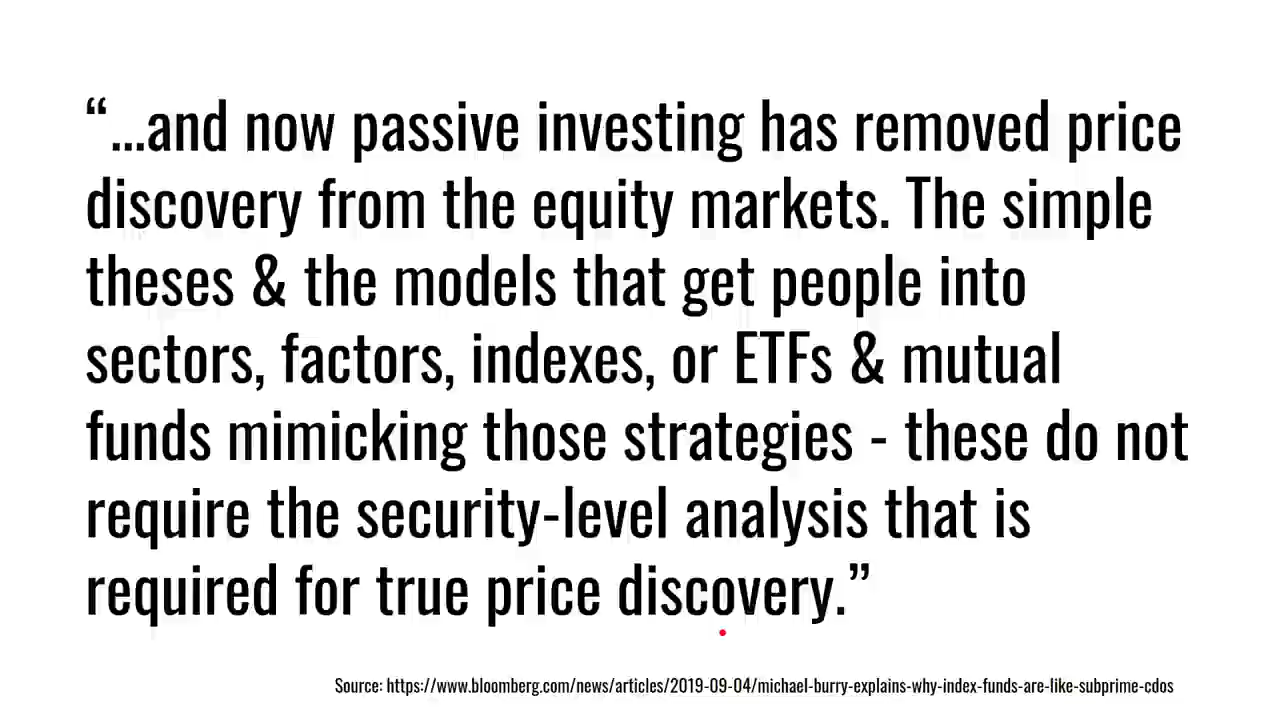 “...and now passive investing has removed price
discovery from the equity markets. The simple
theses & the models that get people into
sectors, factors, indexes, or ETFs & mutual
funds mimicking those strategies - these do not
require the security-level analysis that is
required for true price discovery.”
Source: https://www.bloomberg.com/news/articles/2019-09-04/michael-burry-explains-why-index-funds-are-like-subprime-cdos